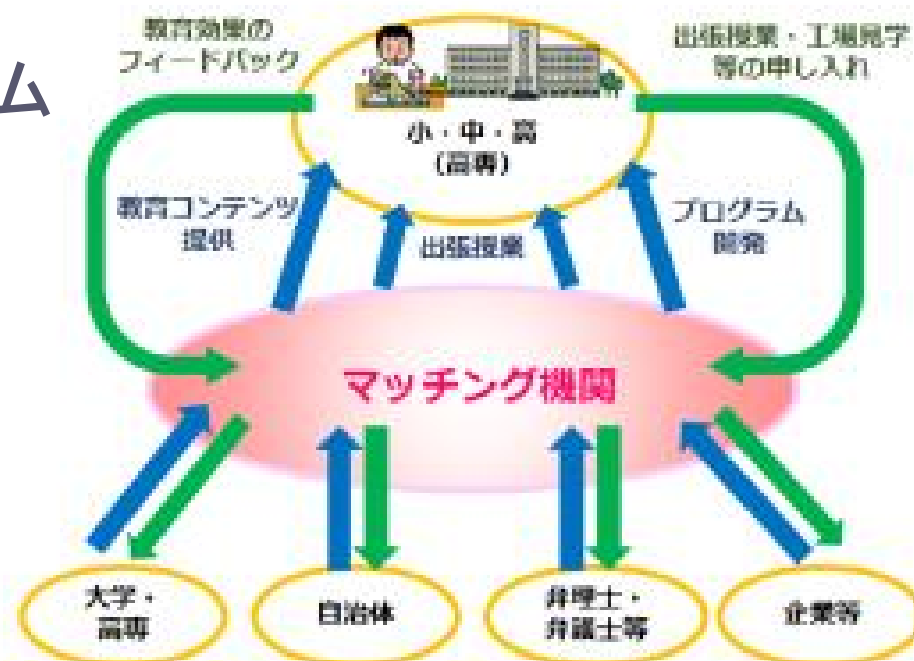 ム
教育効果の
フィードバック
出張授業・工場見学
等の申し入れ
小・中・高
(高専)
教育コンテンツ
提供
出張授業
プログラム
開発
マッチング機関
大学・
高専
自治体
弁理士・
弁護士等
企業等